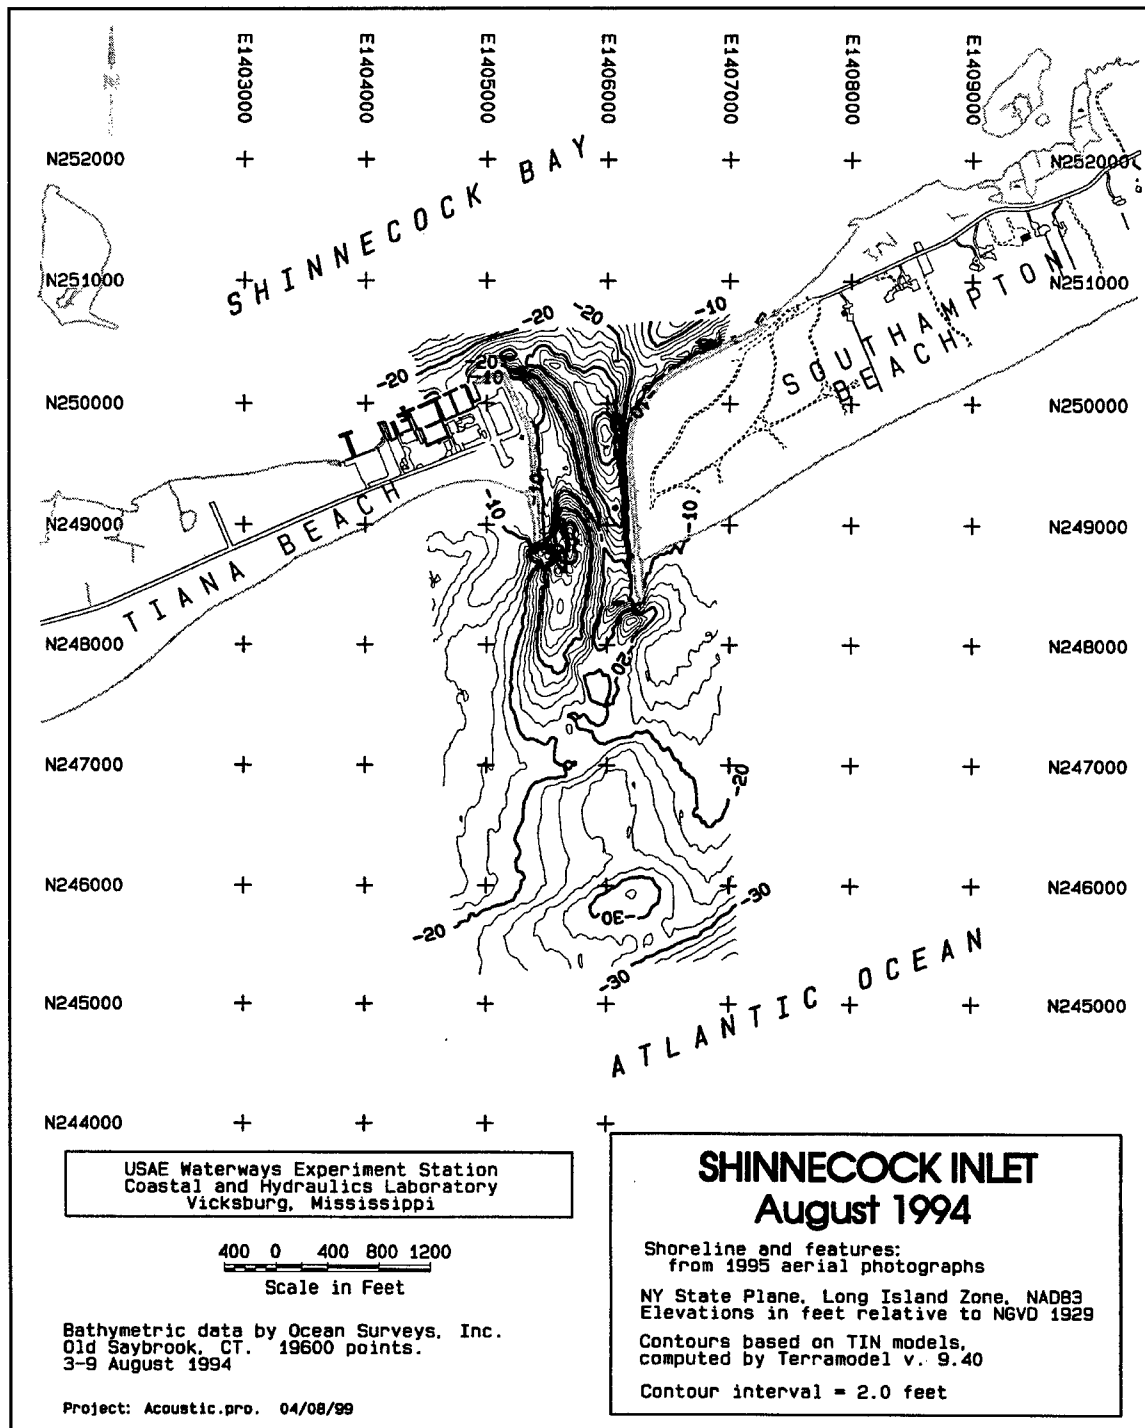 E1403000
E1404000
E1405000
E1406000
E1407000
E1408000
E1409000
N252000
N252000
SHINNECOCK BAY
N251000
N251000
-20
-20
-10
-20
-20
-10
SOUTHAMPTON
BEACH
N250000
N250000
-10
-10
-10
-10
N249000
N249000
TIANA BEACH
N248000
N248000
-20
N247000
N247000
-20
N246000
N246000
-30
-30
-20
-30
ATLANTIC OCEAN
N245000
N245000
N244000
USAE Waterways Experiment Station
Coastal and Hydraulics Laboratory
Vicksburg, Mississippi
400 0 400 800 1200
Scale in Feet
Bathymetric data by Ocean Surveys, Inc.
Old Saybrook, CT. 19600 points.
3-9 August 1994
Project: Acoustic.pro. 04/08/99
SHINNECOCK INLET
August 1994
Shoreline and features:
from 1995 aerial photographs
NY State Plane, Long Island Zone, NAD83
Elevations in feet relative to NGVD 1929
Contours based on TIN models,
computed by Terramodel v. 9.40
Contour interval = 2.0 feet